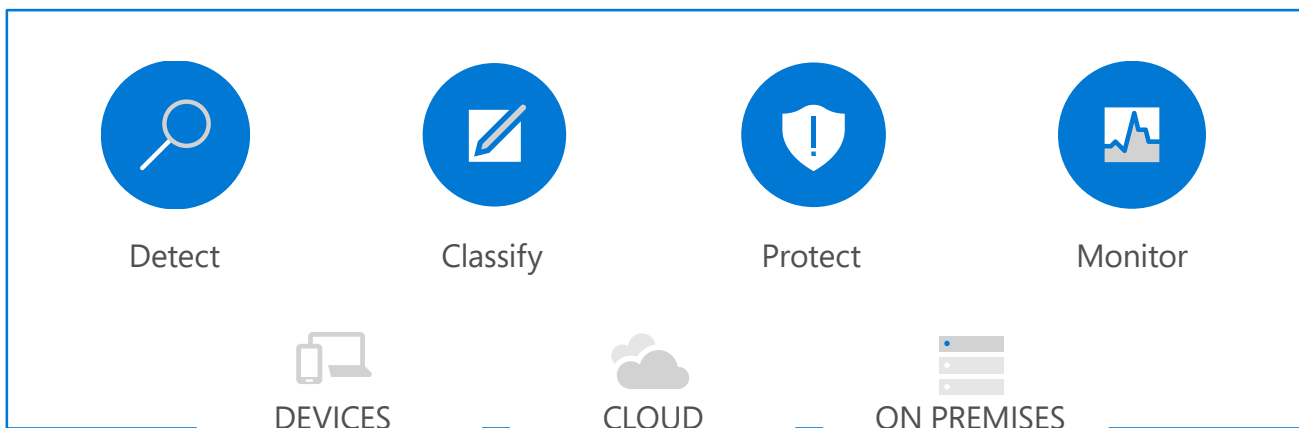 Detect
Classify
Protect
Monitor
DEVICES
CLOUD
ON PREMISES